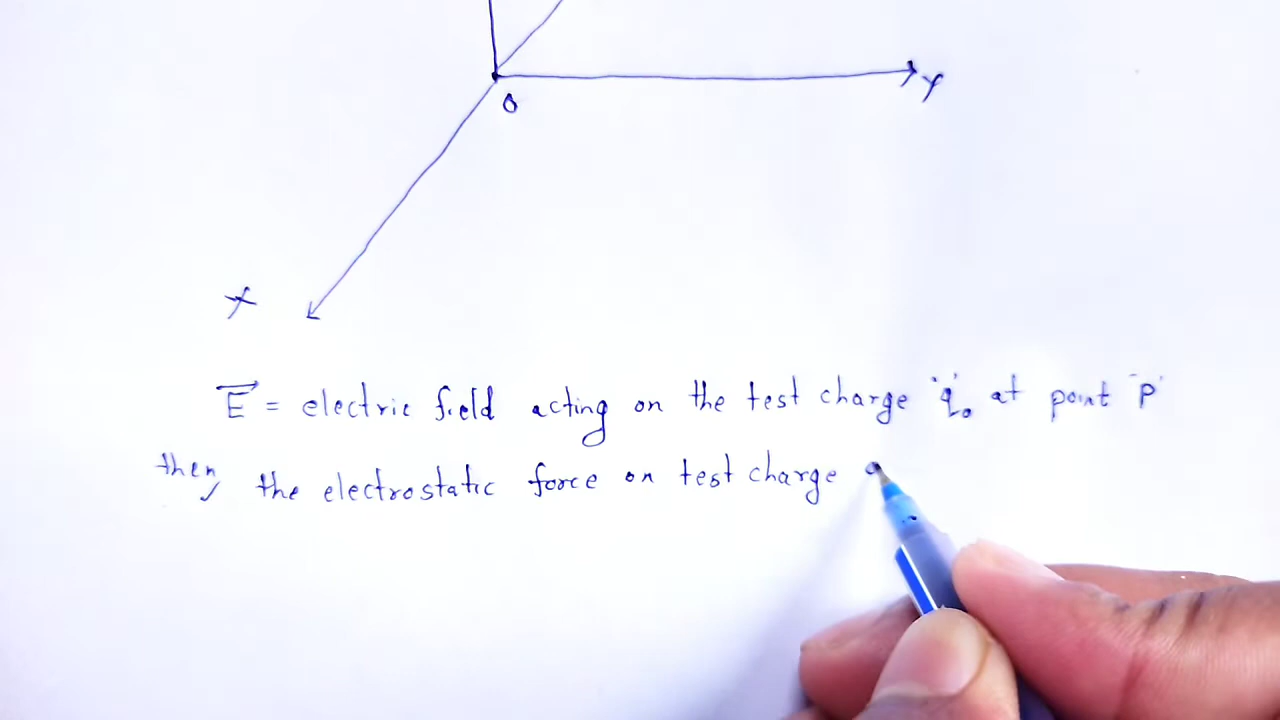 O
Y
X
E = electric field acting on the test charge 'q₀' at point 'P'
then, the electrostatic force on test charge